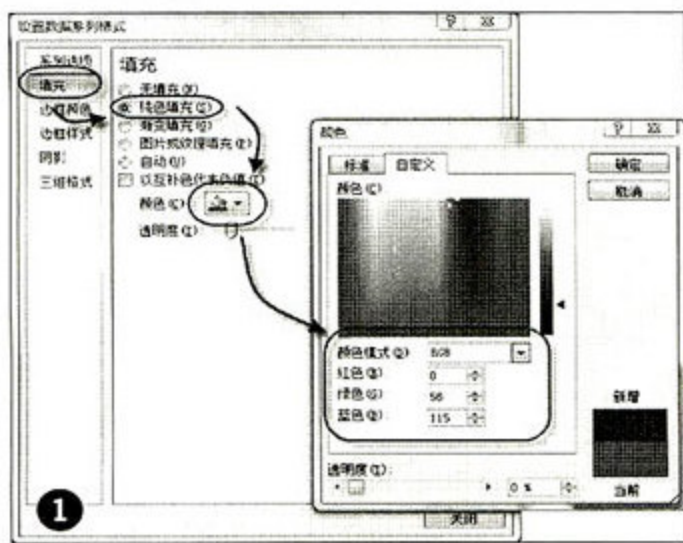 设置数据系列格式
系列选项
填充
边框颜色
边框样式
阴影
三维格式
填充
无填充(N)
纯色填充(S)
渐变填充(G)
图片或纹理填充(P)
自动(U)
以互补色代表负值(I)
颜色(C)
透明度(T)
关闭
颜色
标准
自定义
确定
取消
颜色(C)
颜色模式(D) RGB
红色(R) 0
绿色(G) 56
蓝色(B) 115
新增
当前
透明度(T):
0 %
1